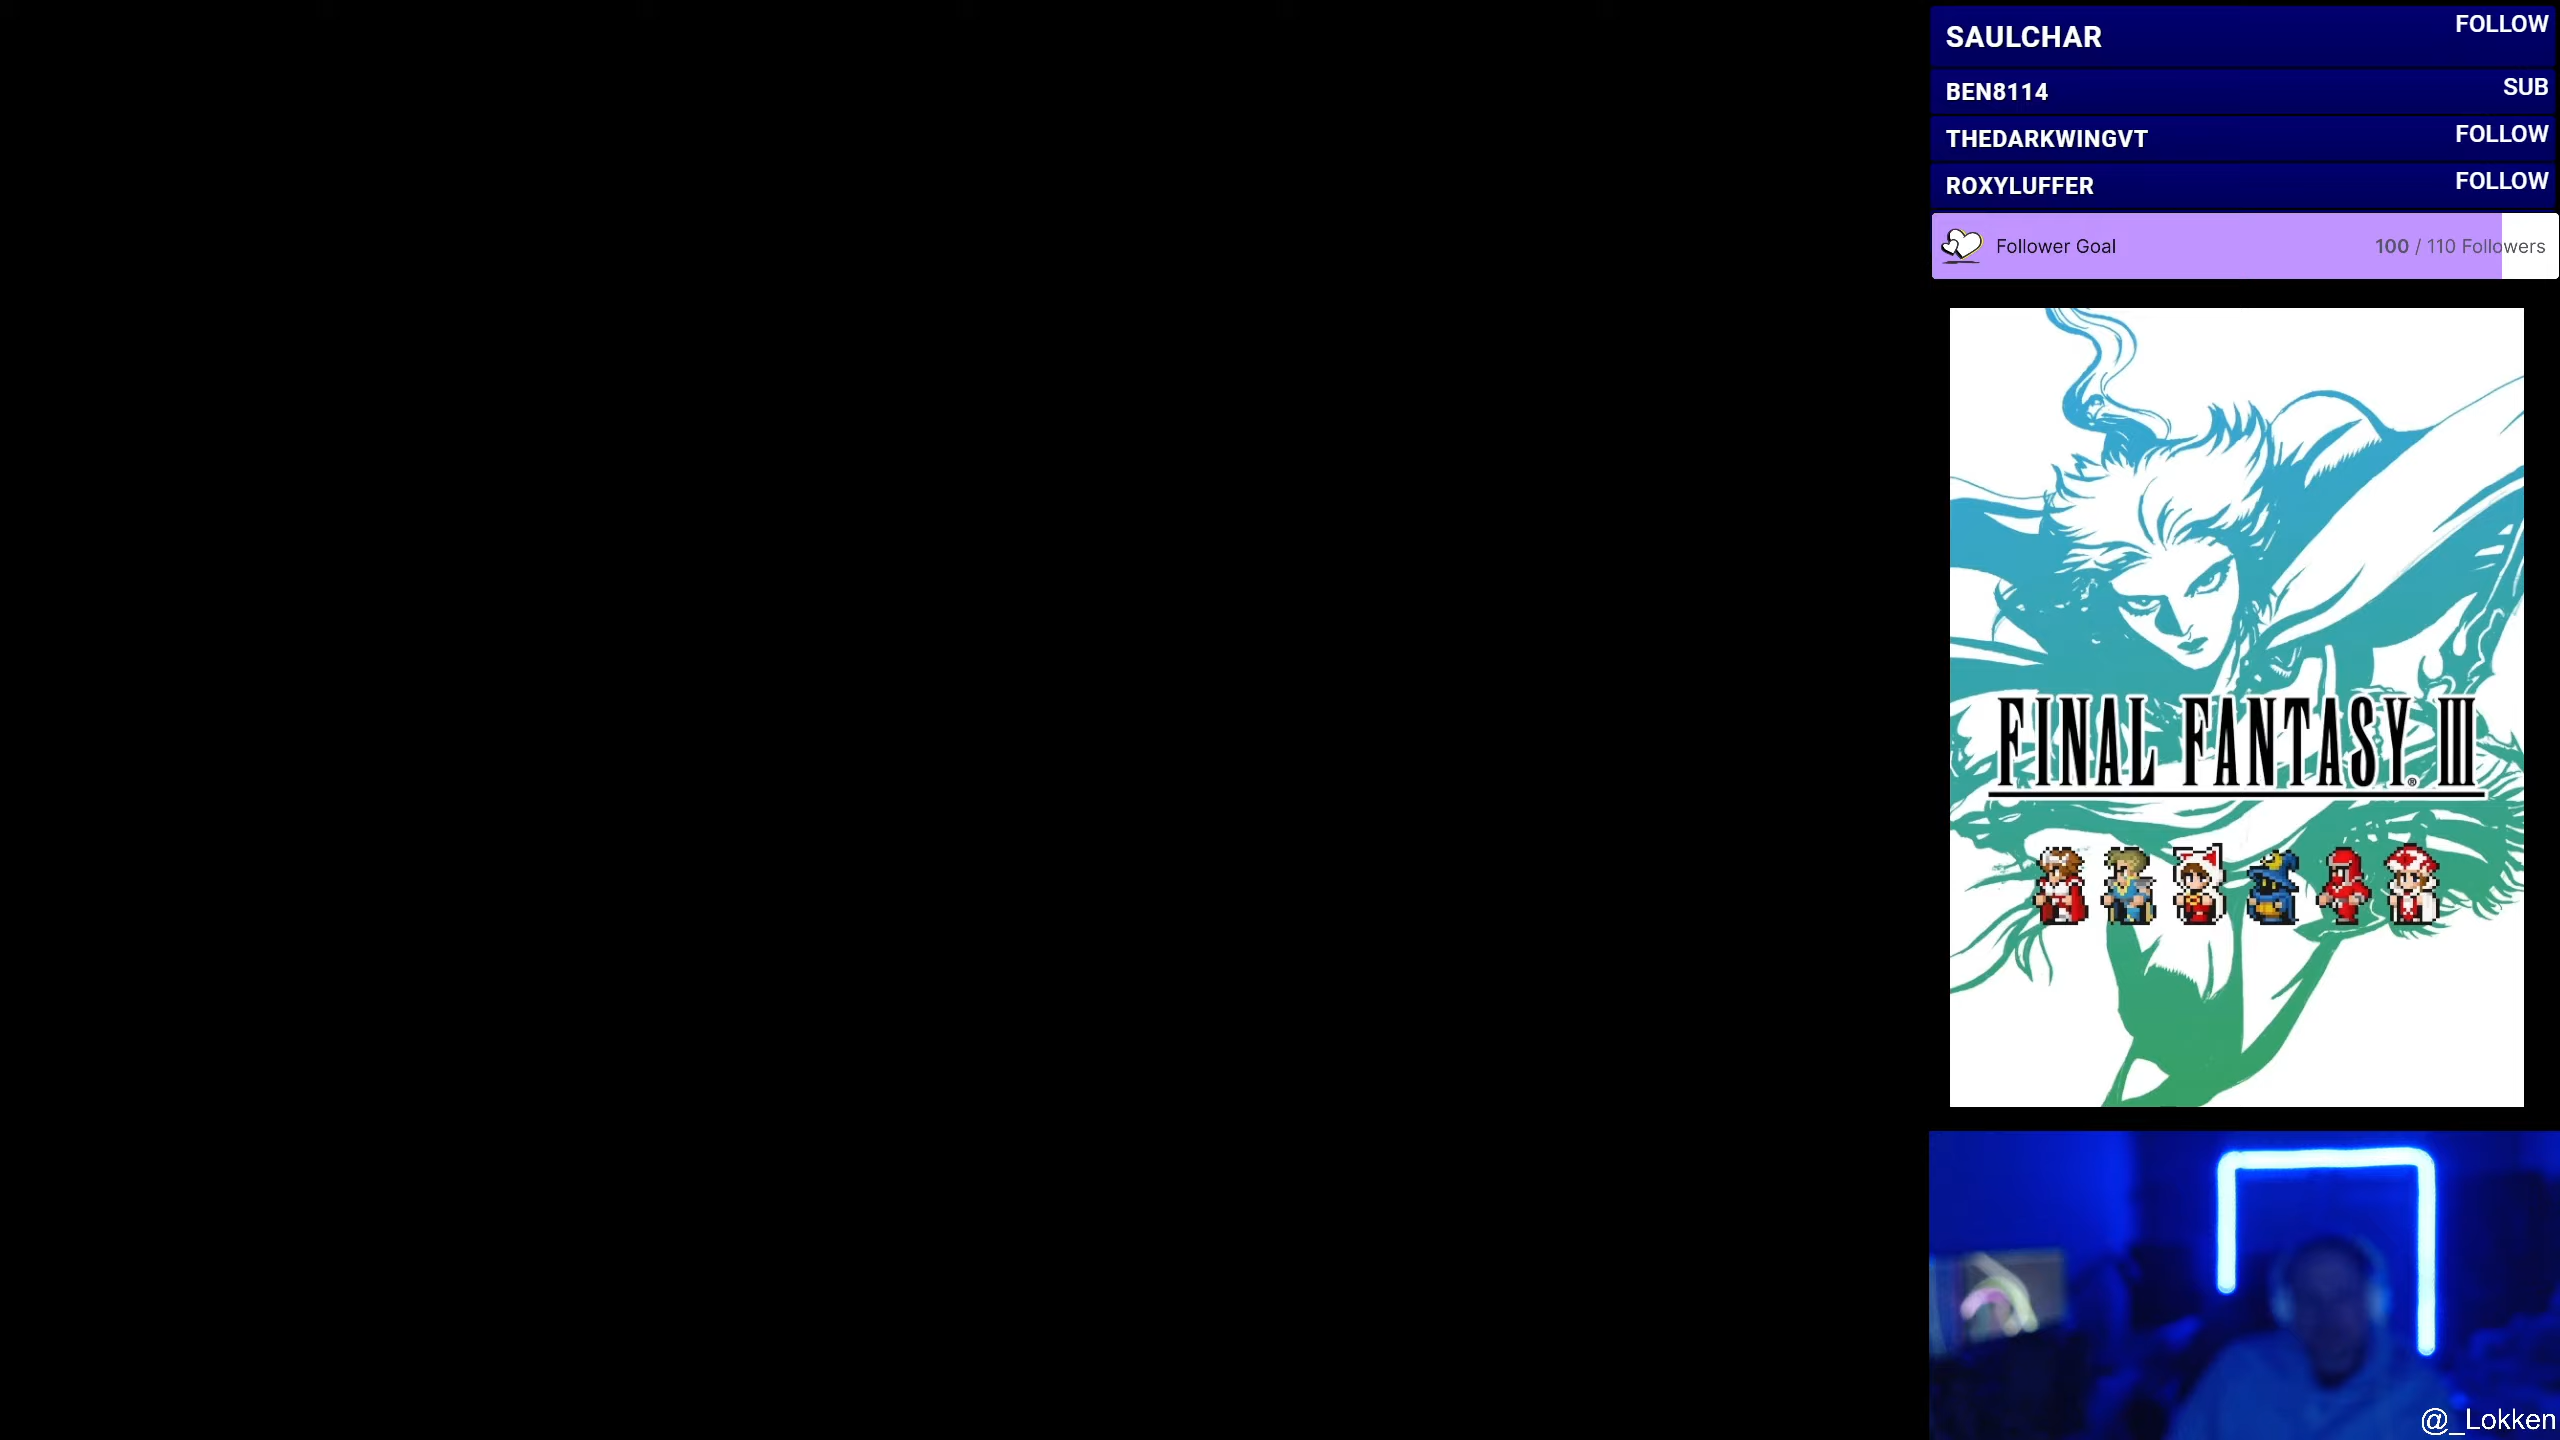 SAULCHAR FOLLOW
BEN8114 SUB
THEDARKWINGVT FOLLOW
ROXYLUFFER FOLLOW
Follower Goal 100 / 110 Followers
FINAL FANTASY® III
@_Lokken